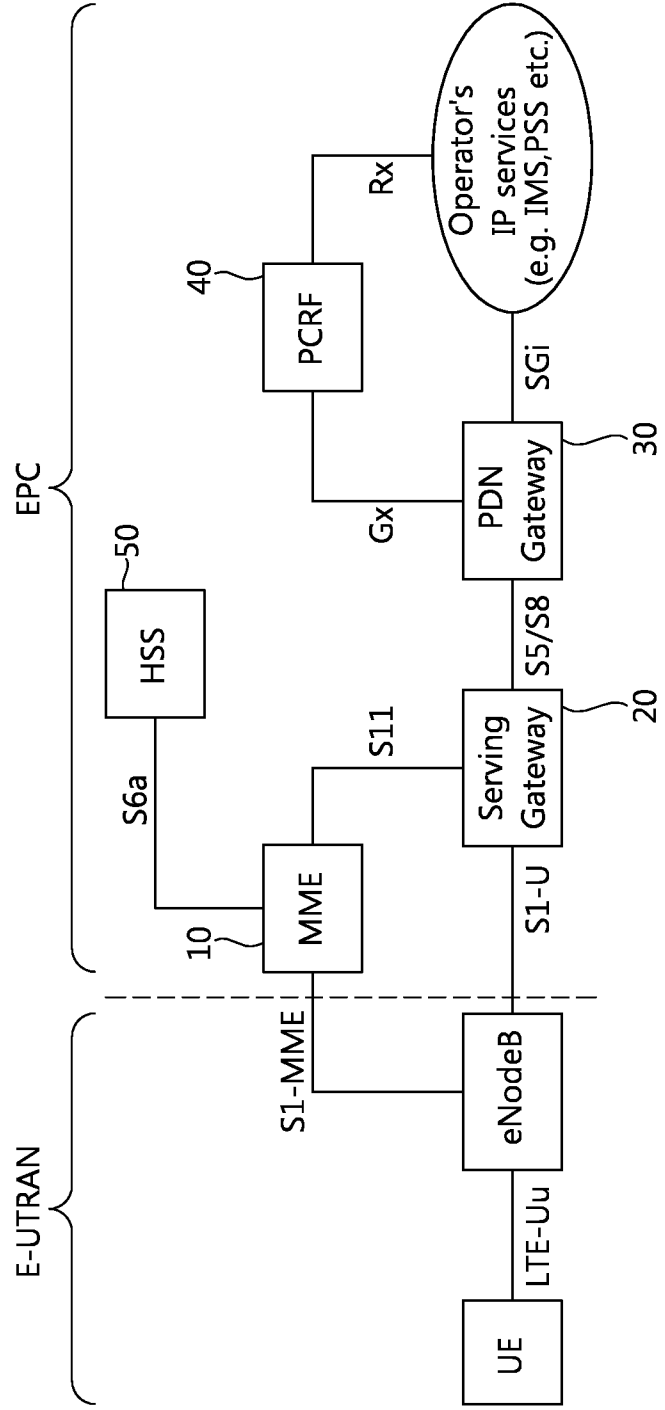 E-UTRAN
EPC
HSS
50
S6a
10
MME
S1-MME
S11
40
PCRF
Gx
Rx
UE
LTE-Uu
eNodeB
S1-U
Serving
Gateway
20
S5/S8
PDN
Gateway
30
SGi
Operator's
IP services
(e.g. IMS,PSS etc.)